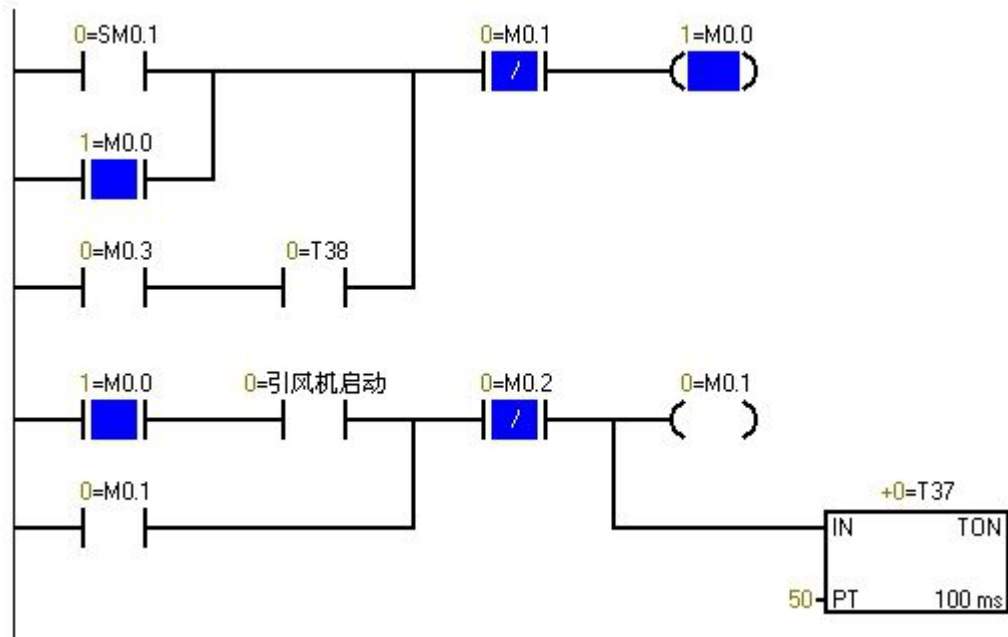 0=SM0.1
0=M0.1
1=M0.0
/
1=M0.0
0=M0.3
0=T38
1=M0.0
0=引风机启动
0=M0.2
0=M0.1
/
0=M0.1
+0=T37
IN TON
50 PT 100 ms